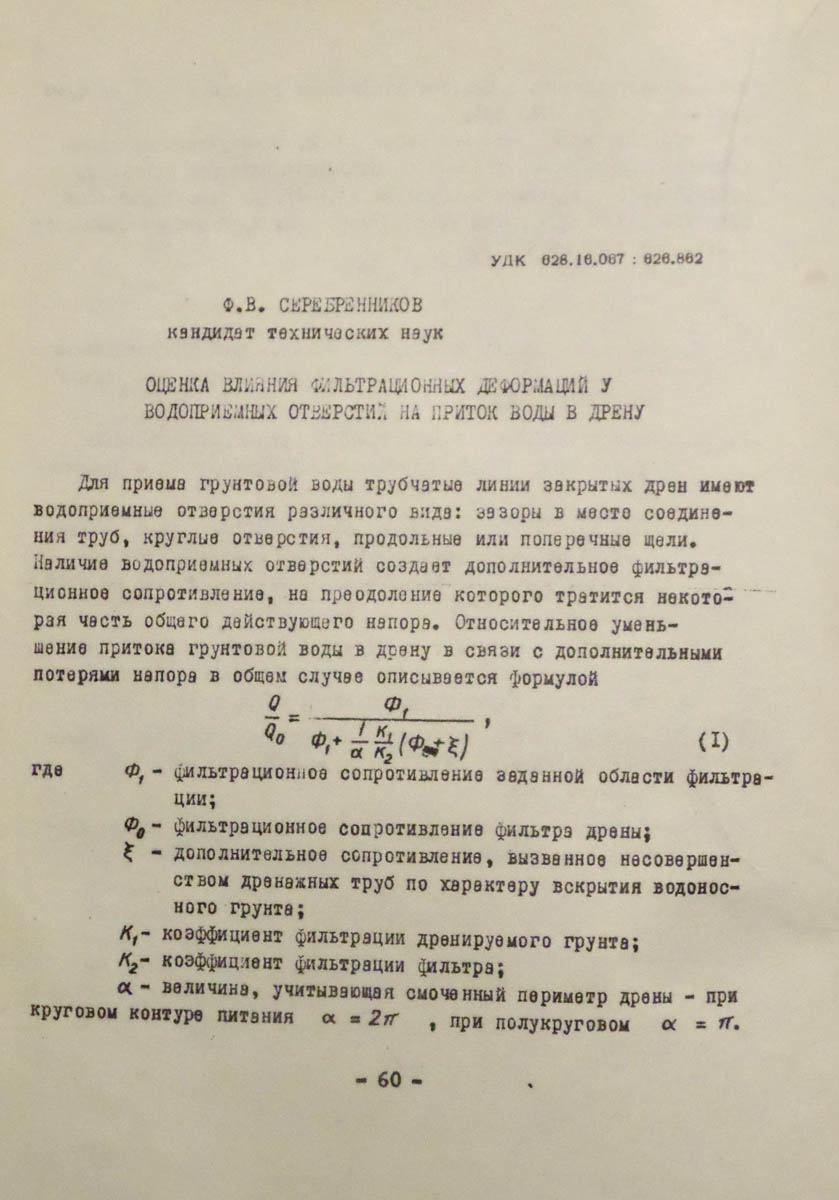 УДК 626.16.067 : 626.862
Ф.В. СЕРЕБРЕННИКОВ
кандидат технических наук
ОЦЕНКА ВЛИЯНИЯ ФИЛЬТРАЦИОННЫХ ДЕФОРМАЦИЙ У
ВОДОПРИЕМНЫХ ОТВЕРСТИЙ НА ПРИТОК ВОДЫ В ДРЕНУ
Для приема грунтовой воды трубчатые линии закрытых дрен имеют
водоприемные отверстия различного вида: зазоры в месте соедине-
ния труб, круглые отверстия, продольные или поперечные щели.
Наличие водоприемных отверстий создает дополнительное фильтра-
ционное сопротивление, на преодоление которого тратится некото-
рая часть общего действующего напора. Относительное умень-
шение притока грунтовой воды в дрену в связи с дополнительными
потерями напора в общем случае описывается формулой
Q/Q₀ = Ф₁ / (Ф₁ + 1/α K₁/K₂ (Ф + ξ)), (I)
где Ф₁ - фильтрационное сопротивление заданной области фильтра-
ции;
Ф₀ - фильтрационное сопротивление фильтра дрены;
ξ - дополнительное сопротивление, вызванное несовершен-
ством дренажных труб по характеру вскрытия водонос-
ного грунта;
K₁ - коэффициент фильтрации дренируемого грунта;
K₂ - коэффициент фильтрации фильтра;
α - величина, учитывающая смоченный периметр дрены - при
круговом контуре питания α = 2π , при полукруговом α = π.
- 60 -